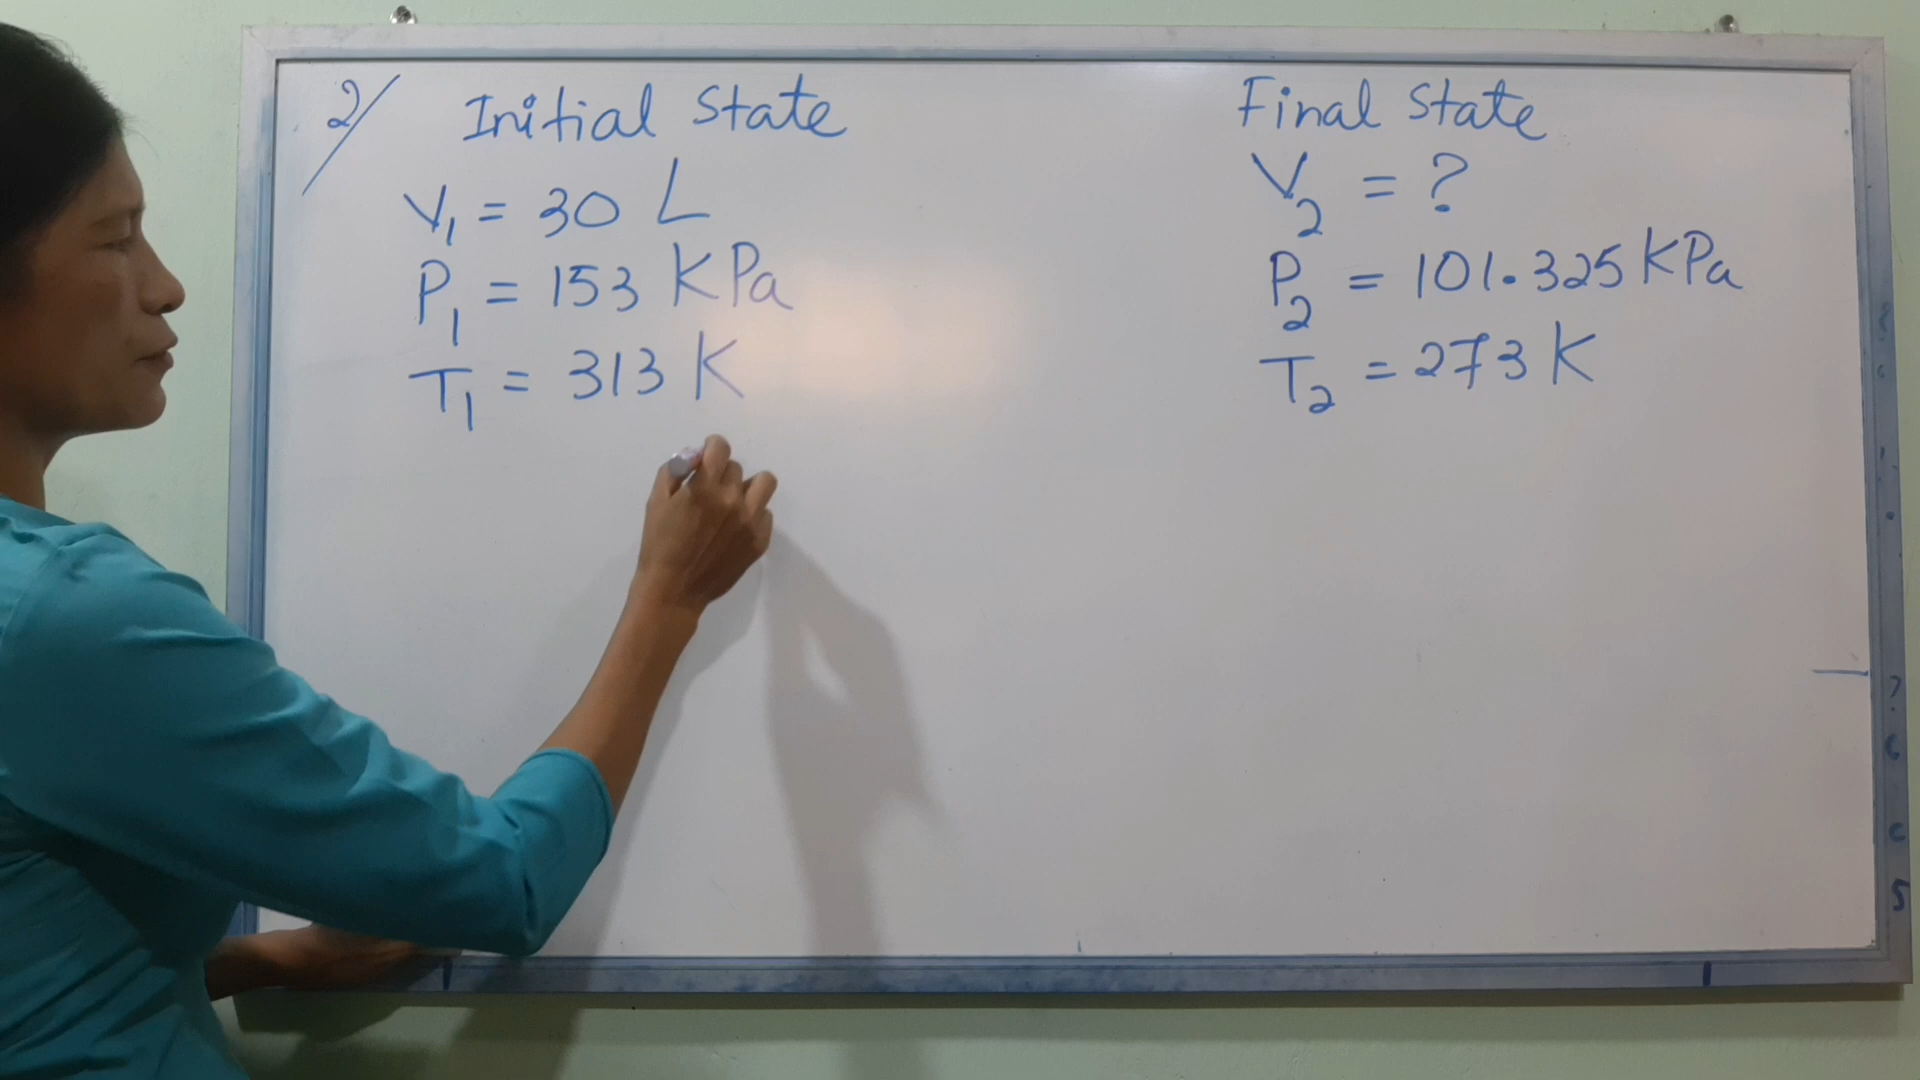 2/
Initial State
V₁ = 30 L
P₁ = 153 KPa
T₁ = 313 K
Final State
V₂ = ?
P₂ = 101.325 KPa
T₂ = 273 K